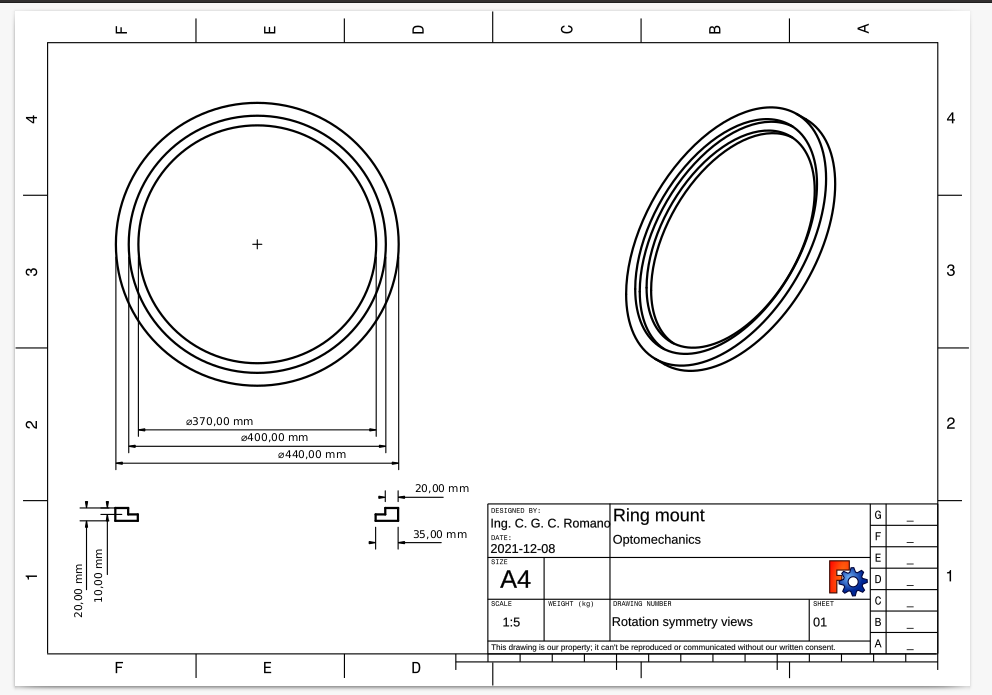 F E D C B A
4 4
3 3
⌀370,00 mm
2 2
⌀400,00 mm
⌀440,00 mm
20,00 mm
35,00 mm
20,00 mm
10,00 mm
1 1
DESIGNED BY:
Ing. C. G. C. Romano
DATE:
2021-12-08
Ring mount
Optomechanics
SIZE
A4
SCALE
1:5
WEIGHT (kg)
DRAWING NUMBER
Rotation symmetry views
SHEET
01
This drawing is our property; it can't be reproduced or communicated without our written consent.
G _
F _
E _
D _
C _
B _
A _
F E D